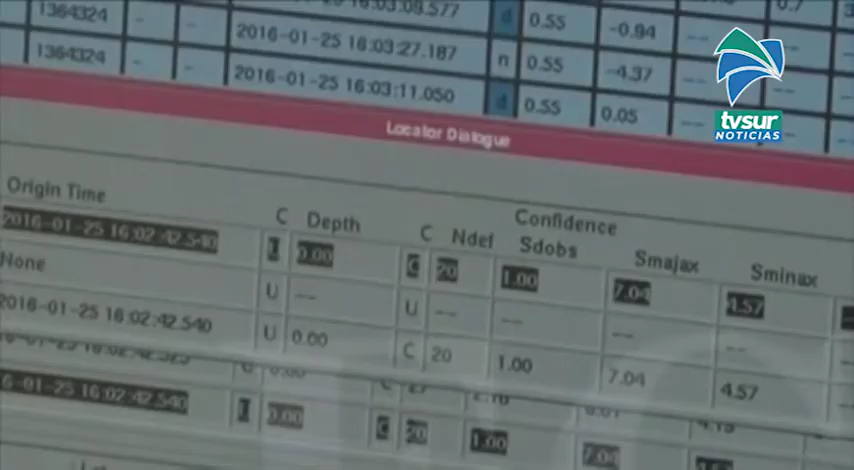 16:03:09.577 d 0.55 -0.94 -- 0.7
1364324 -- -- 2016-01-25 16:03:27.187 n 0.55 -4.37 --
1364324 -- -- 2016-01-25 16:03:11.050 d 0.55 0.05 -- --
tvsur
NOTICIAS
Locator Dialogue
Confidence
Origin Time C Depth C Ndef Sdobs Smajax Sminax
2016-01-25 16:02:42.540 0.00 C 20 1.00 7.04 4.57
None U -- U -- -- -- --
2016-01-25 16:02:42.540 U 0.00 C 20 1.00 7.04 4.57
6-01-25 16:02:42.540 0.00 C 20 1.00 7.04